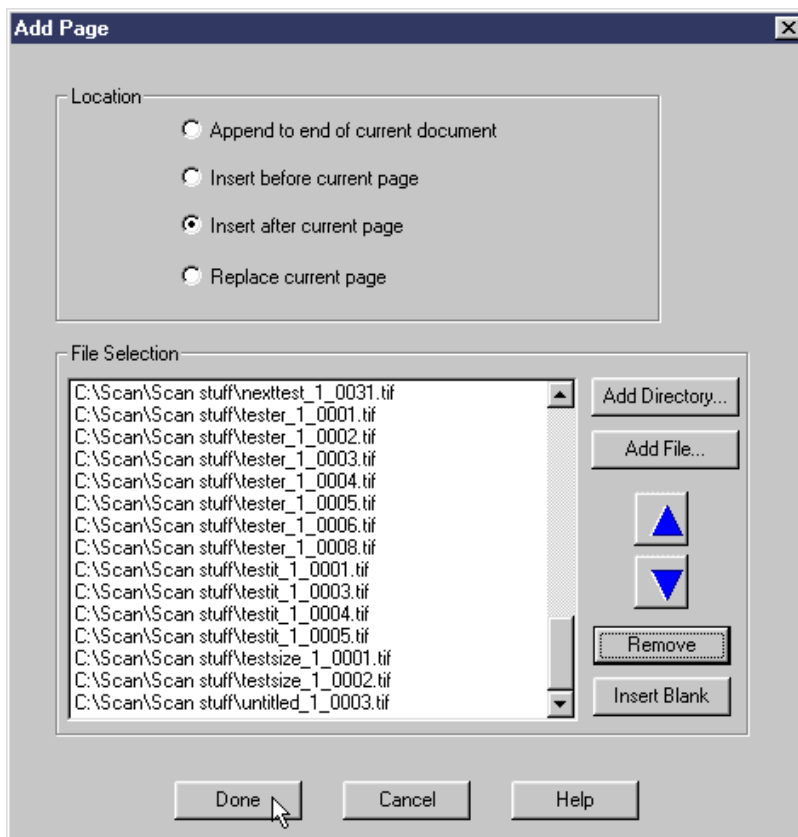 Add Page
Location
Append to end of current document
Insert before current page
Insert after current page
Replace current page
File Selection
C:\Scan\Scan stuff\nexttest_1_0031.tif
C:\Scan\Scan stuff\tester_1_0001.tif
C:\Scan\Scan stuff\tester_1_0002.tif
C:\Scan\Scan stuff\tester_1_0003.tif
C:\Scan\Scan stuff\tester_1_0004.tif
C:\Scan\Scan stuff\tester_1_0005.tif
C:\Scan\Scan stuff\tester_1_0006.tif
C:\Scan\Scan stuff\tester_1_0008.tif
C:\Scan\Scan stuff\testit_1_0001.tif
C:\Scan\Scan stuff\testit_1_0003.tif
C:\Scan\Scan stuff\testit_1_0004.tif
C:\Scan\Scan stuff\testit_1_0005.tif
C:\Scan\Scan stuff\testsize_1_0001.tif
C:\Scan\Scan stuff\testsize_1_0002.tif
C:\Scan\Scan stuff\untitled_1_0003.tif
Add Directory...
Add File...
Remove
Insert Blank
Done
Cancel
Help